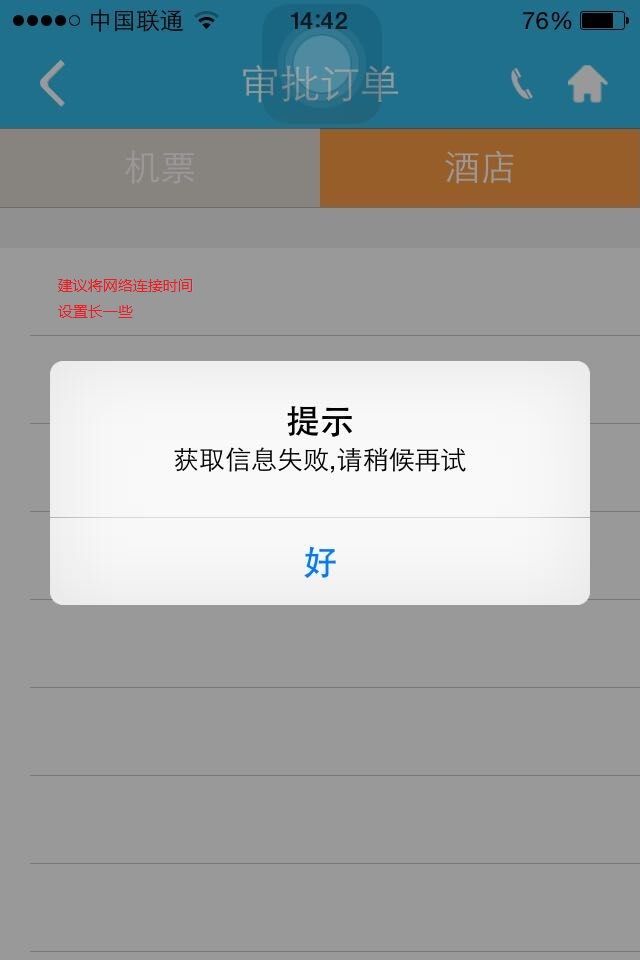 中国联通
14:42
76%
审批订单
机票
酒店
建议将网络连接时间
设置长一些
提示
获取信息失败,请稍候再试
好